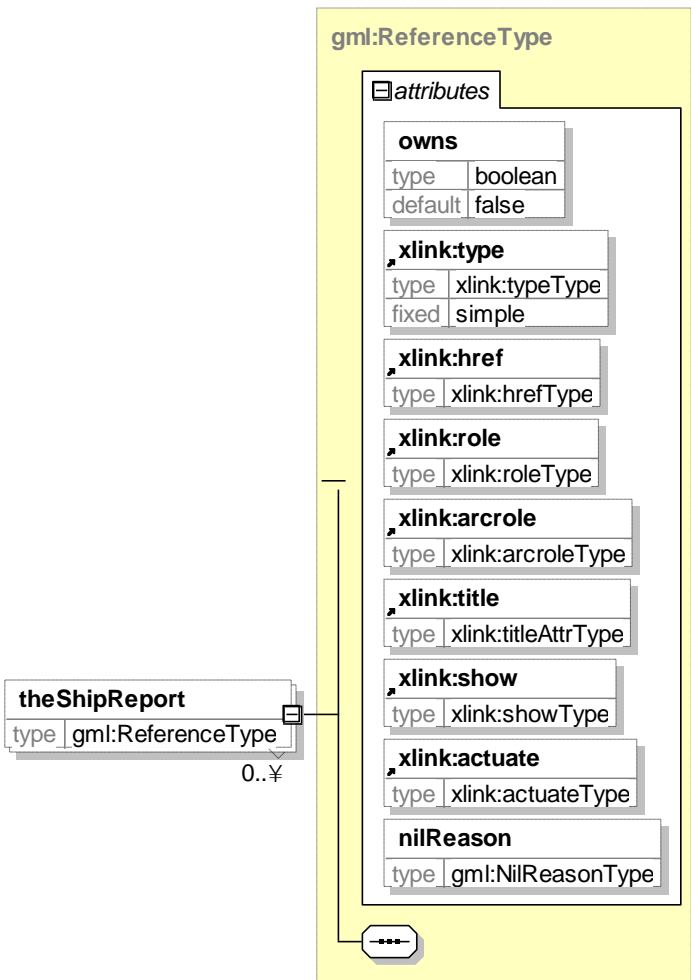 gml:ReferenceType
attributes
owns
type boolean
default false
xlink:type
type xlink:typeType
fixed simple
xlink:href
type xlink:hrefType
xlink:role
type xlink:roleType
xlink:arcrole
type xlink:arcroleType
xlink:title
type xlink:titleAttrType
xlink:show
type xlink:showType
theShipReport
type gml:ReferenceType
0..¥
xlink:actuate
type xlink:actuateType
nilReason
type gml:NilReasonType